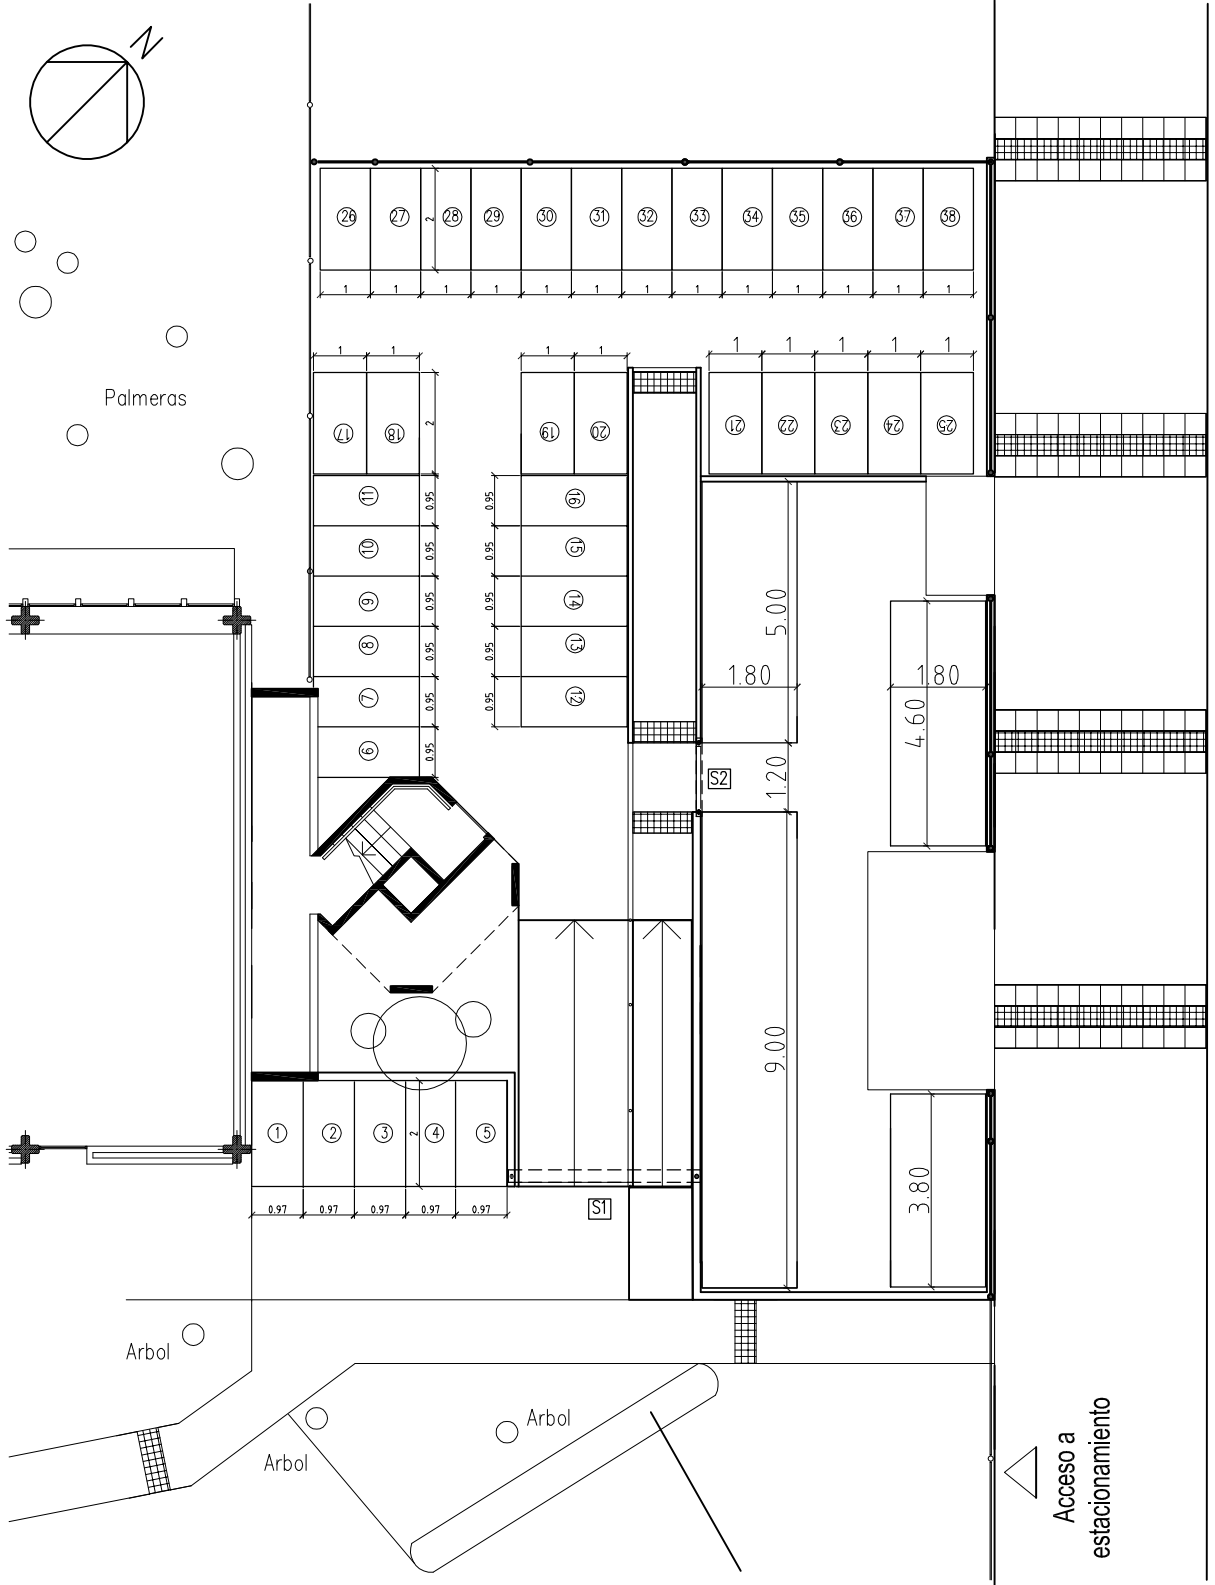 N
26 27 28 29 30 31 32 33 34 35 36 37 38
2
1 1 1 1 1 1 1 1 1 1 1 1 1
1 1 1 1 1 1 1 1 1
Palmeras
17 18 19 20 21 22 23 24 25
2
11 0.95 0.95 16
10 0.95 0.95 15
9 0.95 0.95 14
8 0.95 0.95 13
7 0.95 0.95 12
6 0.95
5.00
1.80
1.80
4.60
1.20
S2
9.00
1 2 3 2 4 5
3.80
0.97 0.97 0.97 0.97 0.97
S1
Arbol
Arbol
Arbol
Acceso a
estacionamiento